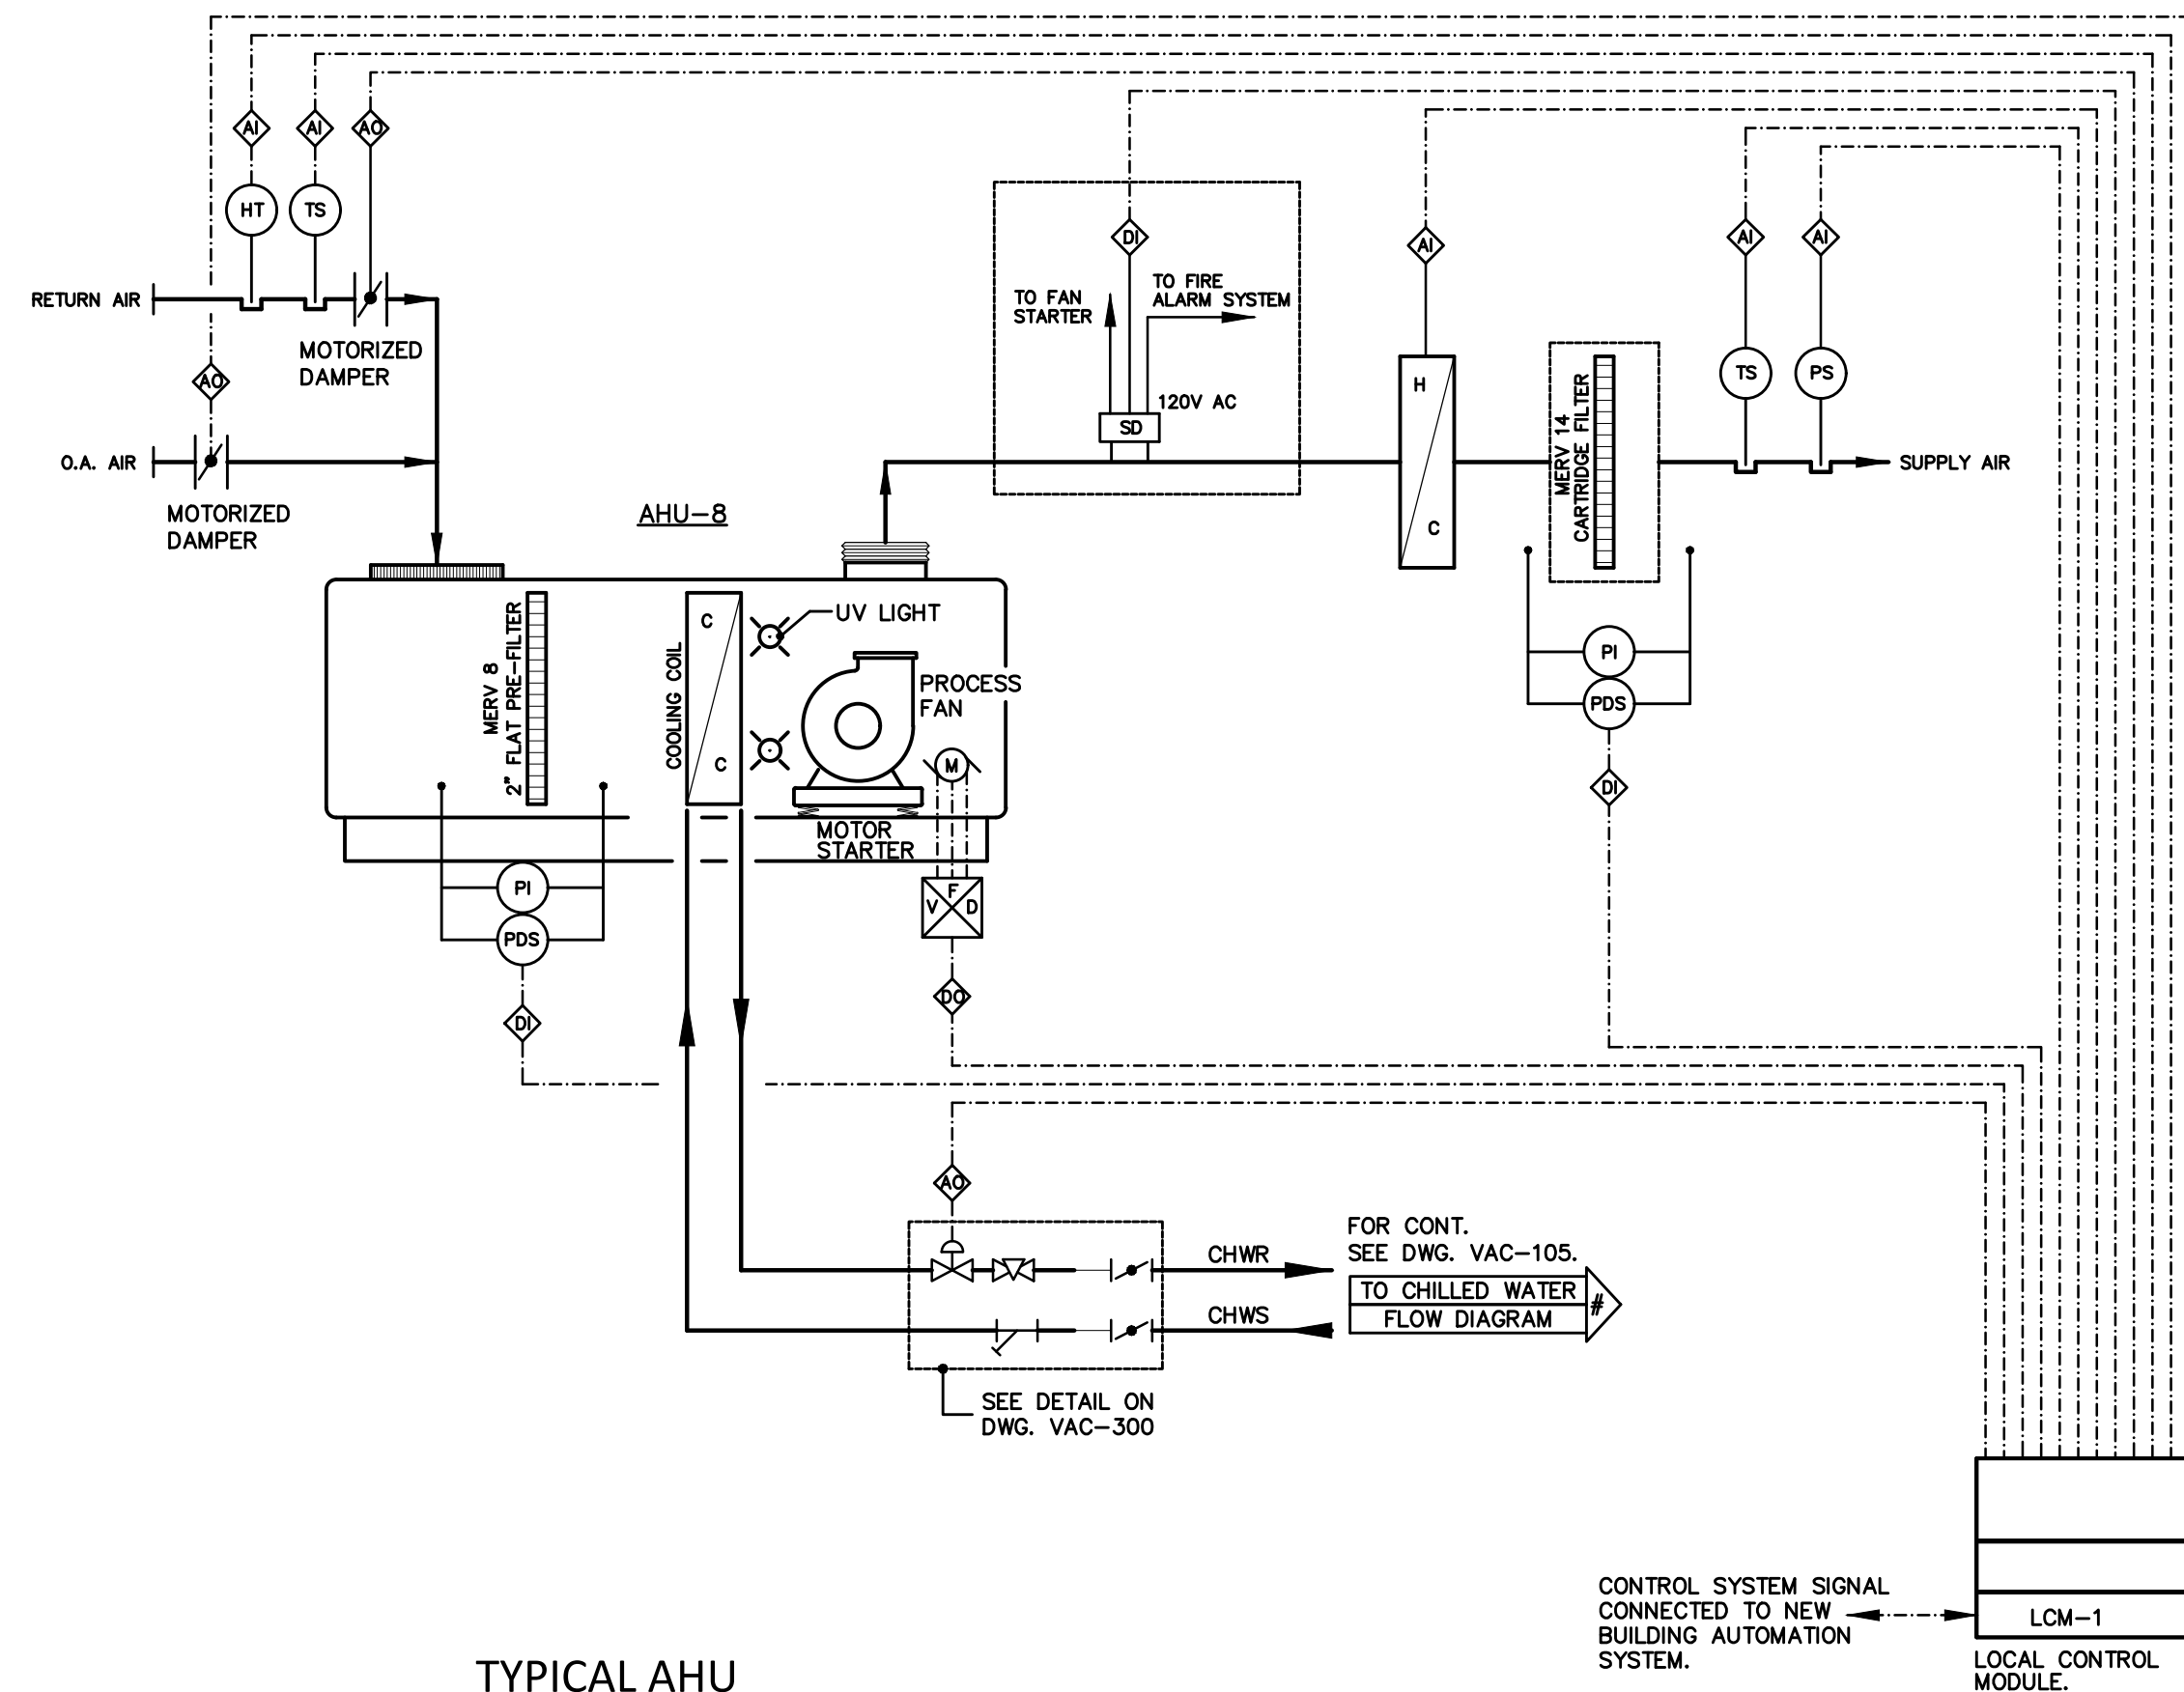 AI
AI
AO
HT
TS
RETURN AIR
MOTORIZED
DAMPER
AO
O.A. AIR
MOTORIZED
DAMPER
DI
TO FAN
STARTER
TO FIRE
ALARM SYSTEM
120V AC
SD
AI
H
C
MERV 14
CARTRIDGE FILTER
AI
AI
TS
PS
SUPPLY AIR
PI
PDS
DI
AHU-8
MERV 8
2" FLAT PRE-FILTER
COOLING COIL
C
C
UV LIGHT
PROCESS
FAN
M
MOTOR
STARTER
PI
PDS
DI
V F D
DO
AO
CHWR
CHWS
FOR CONT.
SEE DWG. VAC-105.
TO CHILLED WATER
FLOW DIAGRAM
#
SEE DETAIL ON
DWG. VAC-300
CONTROL SYSTEM SIGNAL
CONNECTED TO NEW
BUILDING AUTOMATION
SYSTEM.
LCM-1
LOCAL CONTROL
MODULE.
TYPICAL AHU